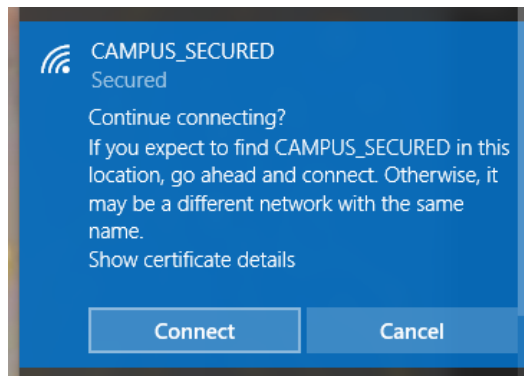 CAMPUS_SECURED
Secured
Continue connecting?
If you expect to find CAMPUS_SECURED in this
location, go ahead and connect. Otherwise, it
may be a different network with the same
name.
Show certificate details
Connect Cancel